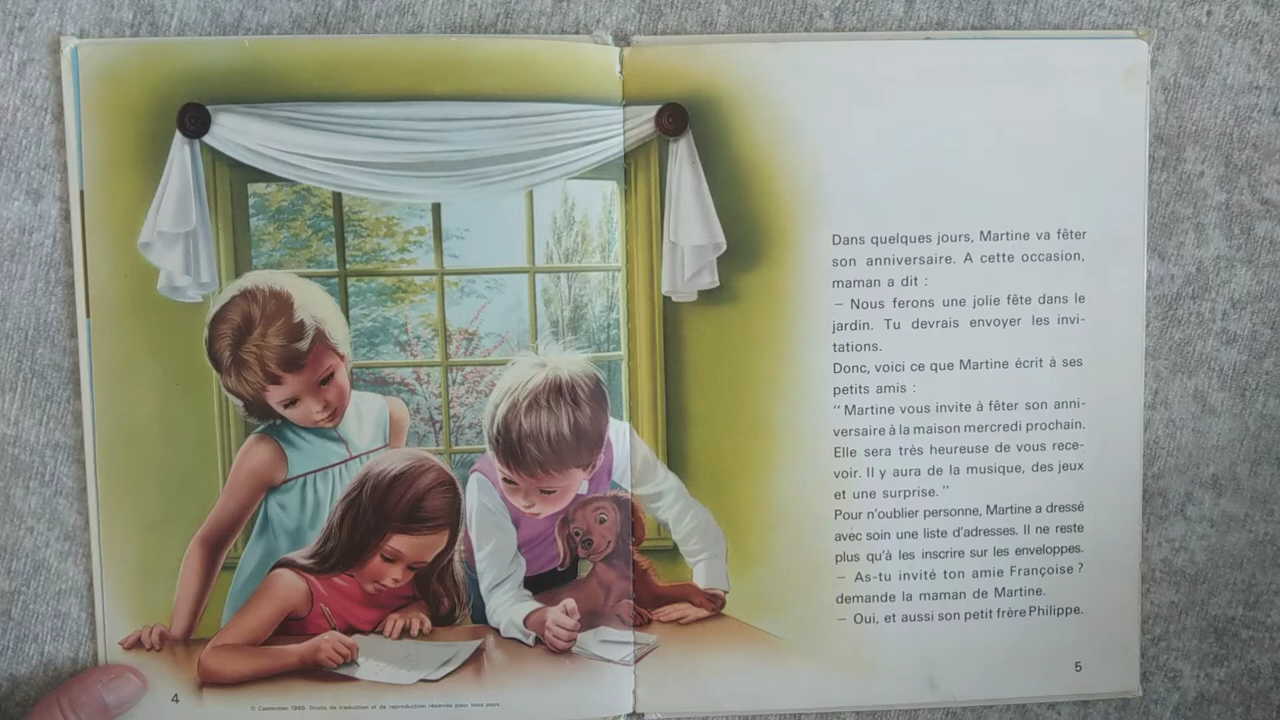 4
© Casterman, 1969. Droits de traduction et de reproduction réservés pour tous pays.
Dans quelques jours, Martine va fêter
son anniversaire. A cette occasion,
maman a dit :
— Nous ferons une jolie fête dans le
jardin. Tu devrais envoyer les invi-
tations.
Donc, voici ce que Martine écrit à ses
petits amis :
“ Martine vous invite à fêter son anni-
versaire à la maison mercredi prochain.
Elle sera très heureuse de vous rece-
voir. Il y aura de la musique, des jeux
et une surprise. ”
Pour n’oublier personne, Martine a dressé
avec soin une liste d’adresses. Il ne reste
plus qu’à les inscrire sur les enveloppes.
— As-tu invité ton amie Françoise ?
demande la maman de Martine.
— Oui, et aussi son petit frère Philippe.
5